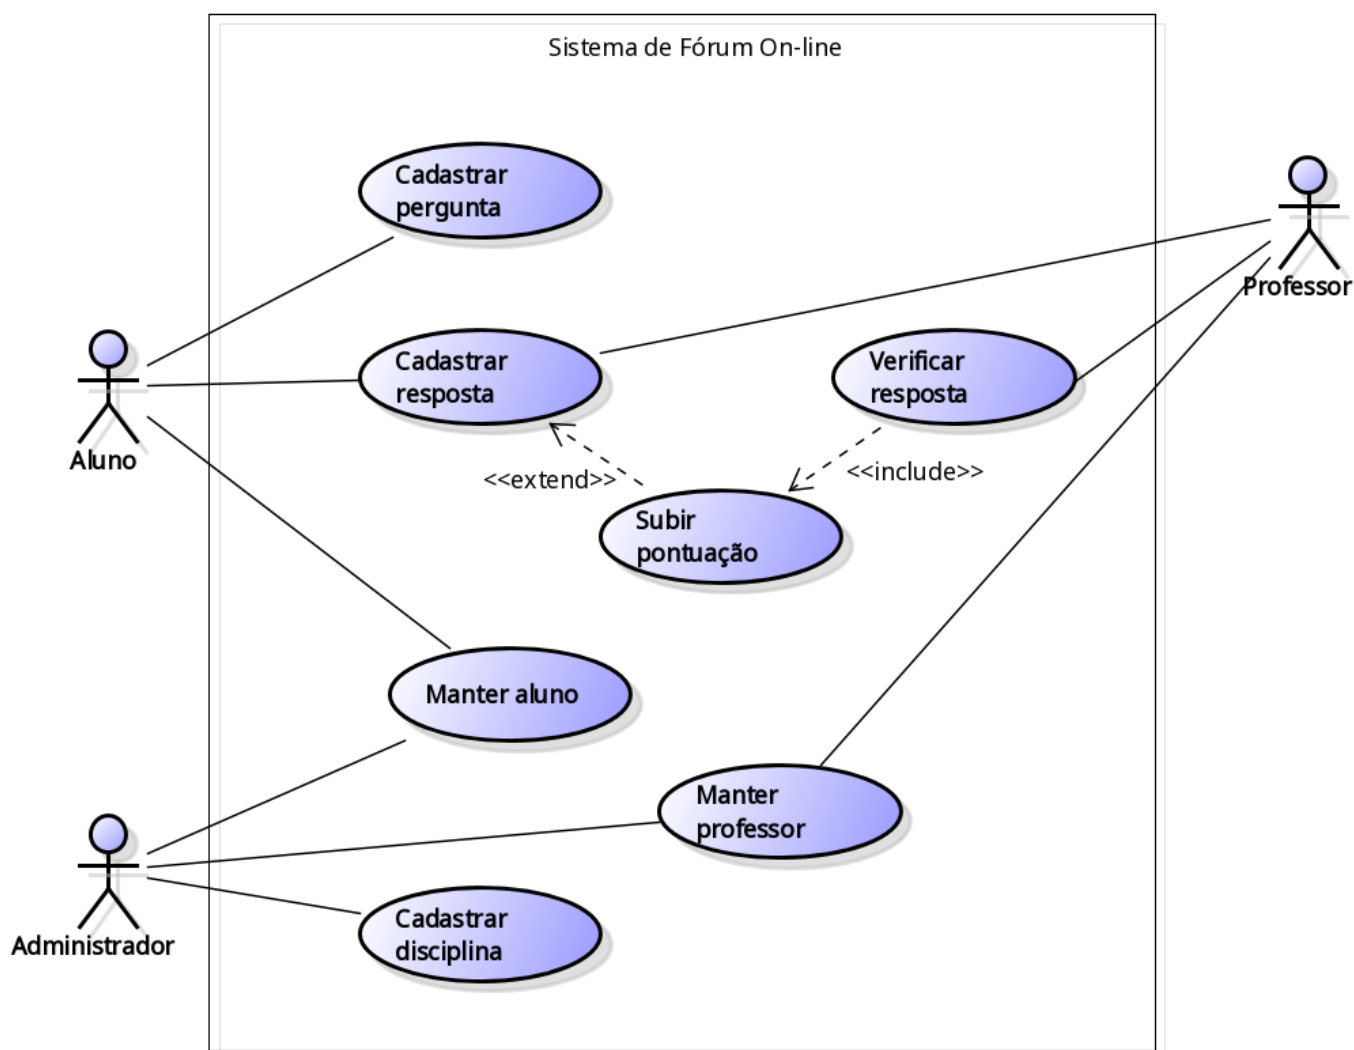 Sistema de Fórum On-line
Cadastrar
pergunta
Professor
Cadastrar
resposta
Verificar
resposta
Aluno
<<extend>>
<<include>>
Subir
pontuação
Manter aluno
Manter
professor
Administrador
Cadastrar
disciplina